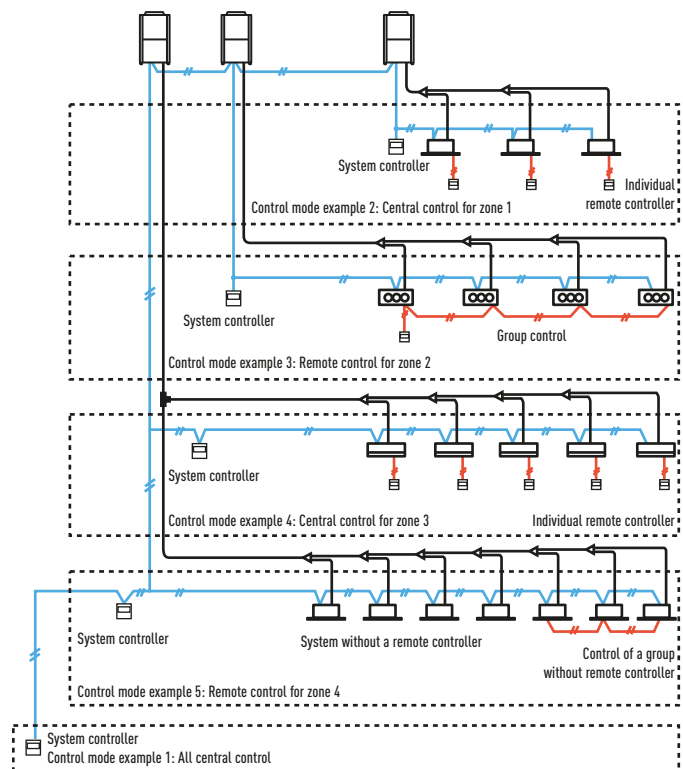 System controller
Individual
remote controller
Control mode example 2: Central control for zone 1
System controller
Group control
Control mode example 3: Remote control for zone 2
System controller
Control mode example 4: Central control for zone 3
Individual remote controller
System controller
System without a remote controller
Control of a group
without remote controller
Control mode example 5: Remote control for zone 4
System controller
Control mode example 1: All central control